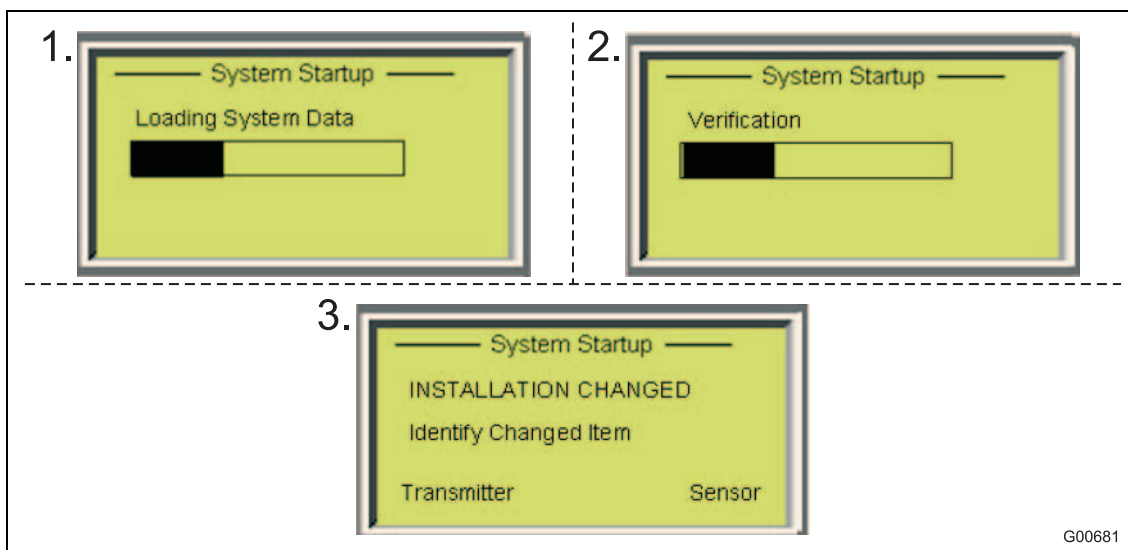 1.
System Startup
Loading System Data
2.
System Startup
Verification
3.
System Startup
INSTALLATION CHANGED
Identify Changed Item
Transmitter Sensor
G00681